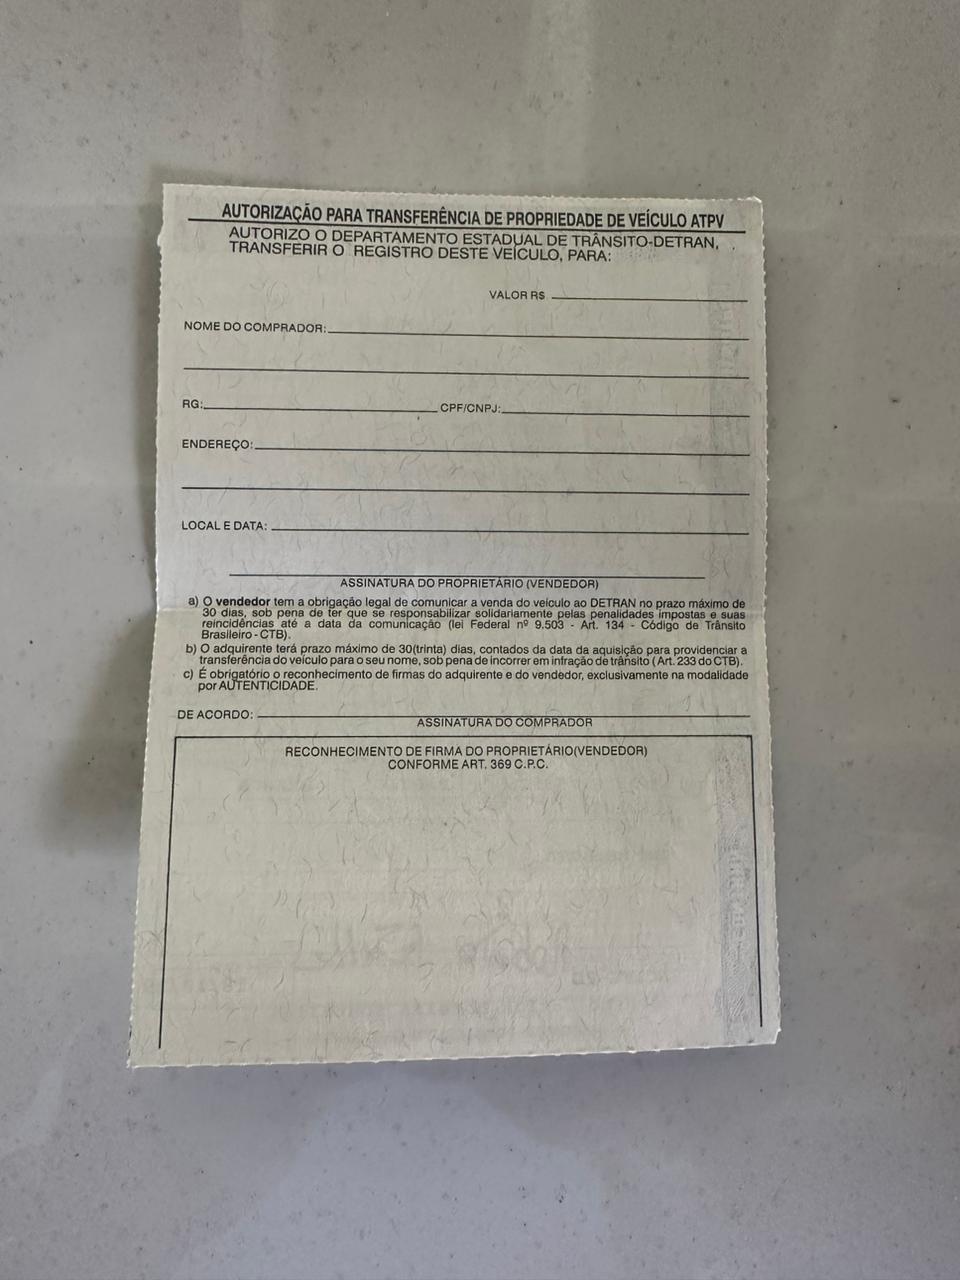 AUTORIZAÇÃO PARA TRANSFERÊNCIA DE PROPRIEDADE DE VEÍCULO ATPV
AUTORIZO O DEPARTAMENTO ESTADUAL DE TRÂNSITO-DETRAN,
TRANSFERIR O REGISTRO DESTE VEÍCULO, PARA:
VALOR R$
NOME DO COMPRADOR:
RG: CPF/CNPJ:
ENDEREÇO:
LOCAL E DATA:
ASSINATURA DO PROPRIETÁRIO (VENDEDOR)
a) O vendedor tem a obrigação legal de comunicar a venda do veículo ao DETRAN no prazo máximo de
30 dias, sob pena de ter que se responsabilizar solidariamente pelas penalidades impostas e suas
reincidências até a data da comunicação (lei Federal nº 9.503 - Art. 134 - Código de Trânsito
Brasileiro - CTB).
b) O adquirente terá prazo máximo de 30(trinta) dias, contados da data da aquisição para providenciar a
transferência do veículo para o seu nome, sob pena de incorrer em infração de trânsito ( Art. 233 do CTB).
c) É obrigatório o reconhecimento de firmas do adquirente e do vendedor, exclusivamente na modalidade
por AUTENTICIDADE.
DE ACORDO:
ASSINATURA DO COMPRADOR
RECONHECIMENTO DE FIRMA DO PROPRIETÁRIO(VENDEDOR)
CONFORME ART. 369 C.P.C.